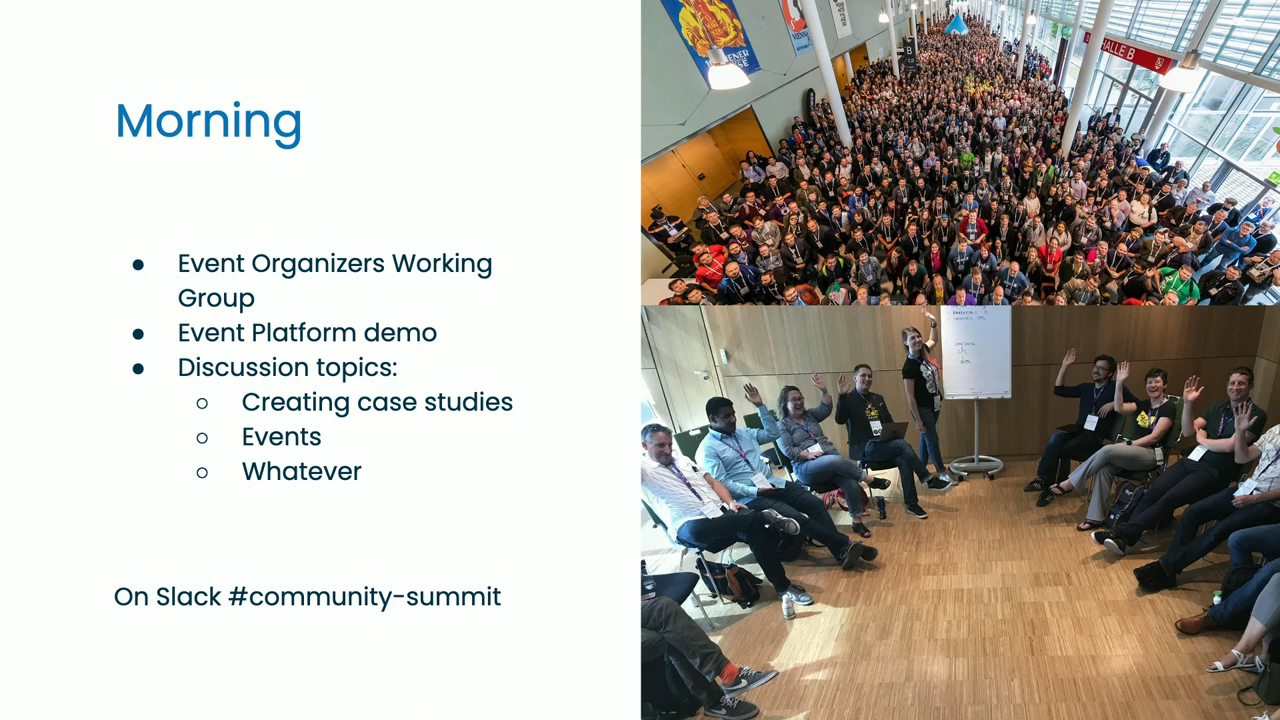 Morning
● Event Organizers Working
Group
● Event Platform demo
● Discussion topics:
○ Creating case studies
○ Events
○ Whatever
On Slack #community-summit
HALLE B